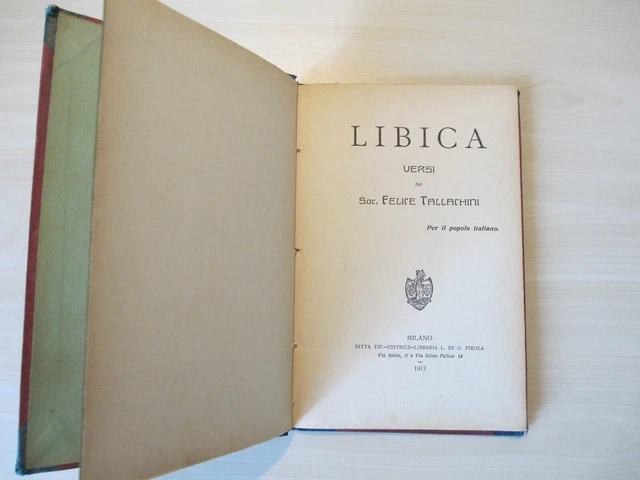 LIBICA
VERSI
del
Sac. FELICE TALLACHINI
Per il popolo italiano.
MILANO
DITTA TIP.-EDITRICE-LIBRARIA L. DI G. PIROLA
Via Stella, 11 e Via Silvio Pellico 14
1913